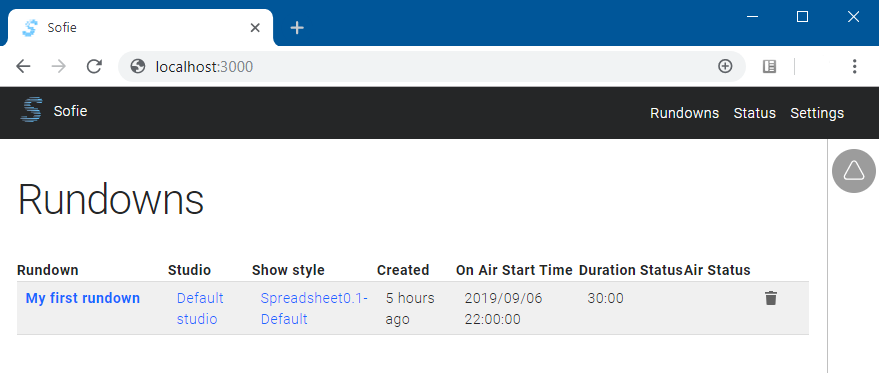 Sofie
localhost:3000
Sofie
Rundowns Status Settings
Rundowns
Rundown Studio Show style Created On Air Start Time Duration StatusAir Status
My first rundown Default Spreadsheet0.1- 5 hours 2019/09/06 30:00
studio Default ago 22:00:00